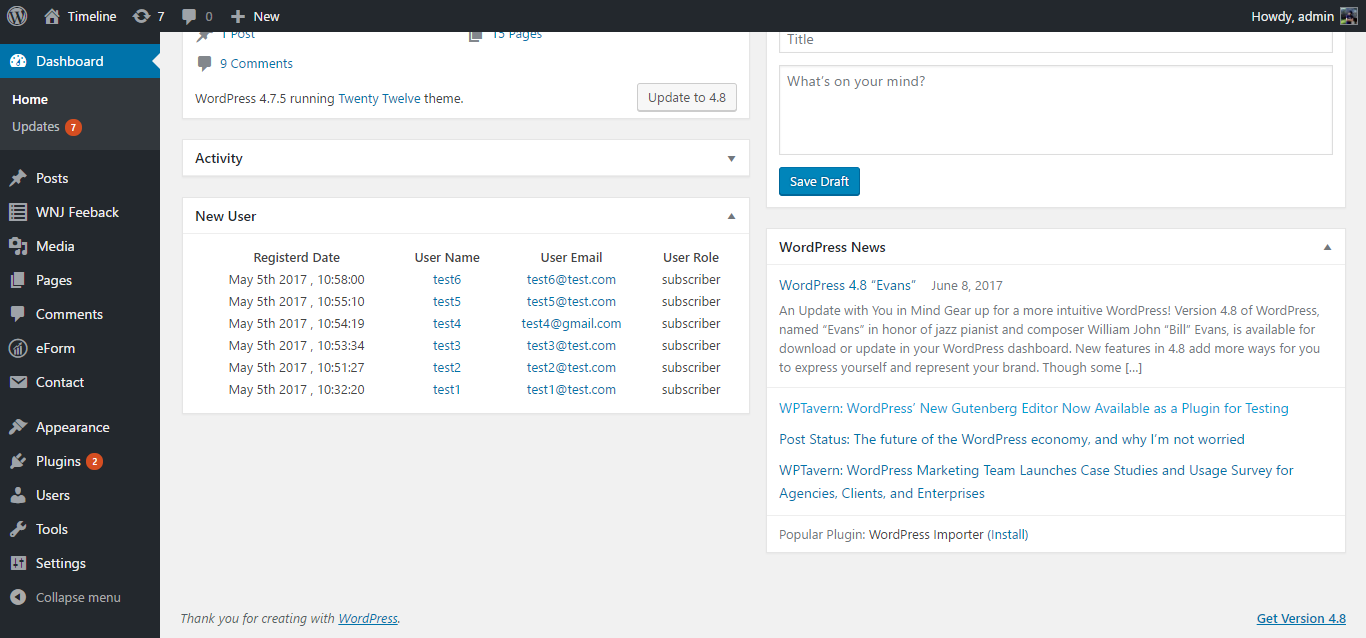 Timeline 7 0 New Howdy, admin
Dashboard
Home
Updates 7
Posts
WNJ Feeback
Media
Pages
Comments
eForm
Contact
Appearance
Plugins 2
Users
Tools
Settings
Collapse menu
1 Post 15 Pages
9 Comments
WordPress 4.7.5 running Twenty Twelve theme. Update to 4.8
Activity
New User
Registerd Date User Name User Email User Role
May 5th 2017 , 10:58:00 test6 test6@test.com subscriber
May 5th 2017 , 10:55:10 test5 test5@test.com subscriber
May 5th 2017 , 10:54:19 test4 test4@gmail.com subscriber
May 5th 2017 , 10:53:34 test3 test3@test.com subscriber
May 5th 2017 , 10:51:27 test2 test2@test.com subscriber
May 5th 2017 , 10:32:20 test1 test1@test.com subscriber
Title
What's on your mind?
Save Draft
WordPress News
WordPress 4.8 “Evans” June 8, 2017
An Update with You in Mind Gear up for a more intuitive WordPress! Version 4.8 of WordPress,
named “Evans” in honor of jazz pianist and composer William John “Bill” Evans, is available for
download or update in your WordPress dashboard. New features in 4.8 add more ways for you
to express yourself and represent your brand. Though some […]
WPTavern: WordPress’ New Gutenberg Editor Now Available as a Plugin for Testing
Post Status: The future of the WordPress economy, and why I’m not worried
WPTavern: WordPress Marketing Team Launches Case Studies and Usage Survey for
Agencies, Clients, and Enterprises
Popular Plugin: WordPress Importer (Install)
Thank you for creating with WordPress. Get Version 4.8